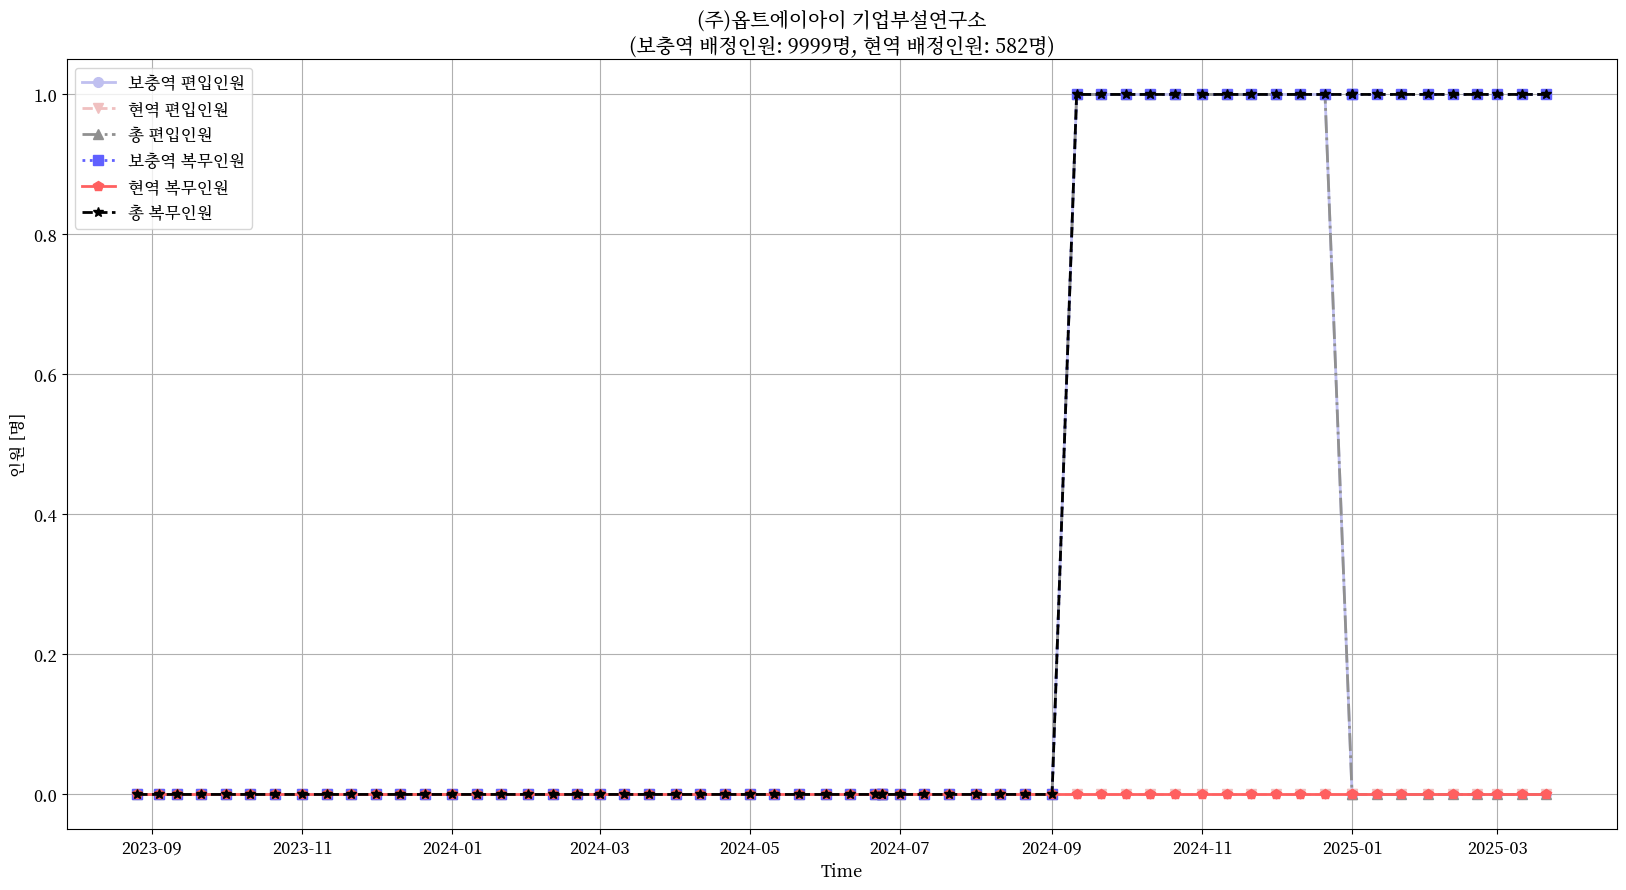 (주)옵트에이아이 기업부설연구소
(보충역 배정인원: 9999명, 현역 배정인원: 582명)
보충역 편입인원
현역 편입인원
총 편입인원
보충역 복무인원
현역 복무인원
총 복무인원
인원 [명]
1.0
0.8
0.6
0.4
0.2
0.0
2023-09 2023-11 2024-01 2024-03 2024-05 2024-07 2024-09 2024-11 2025-01 2025-03
Time